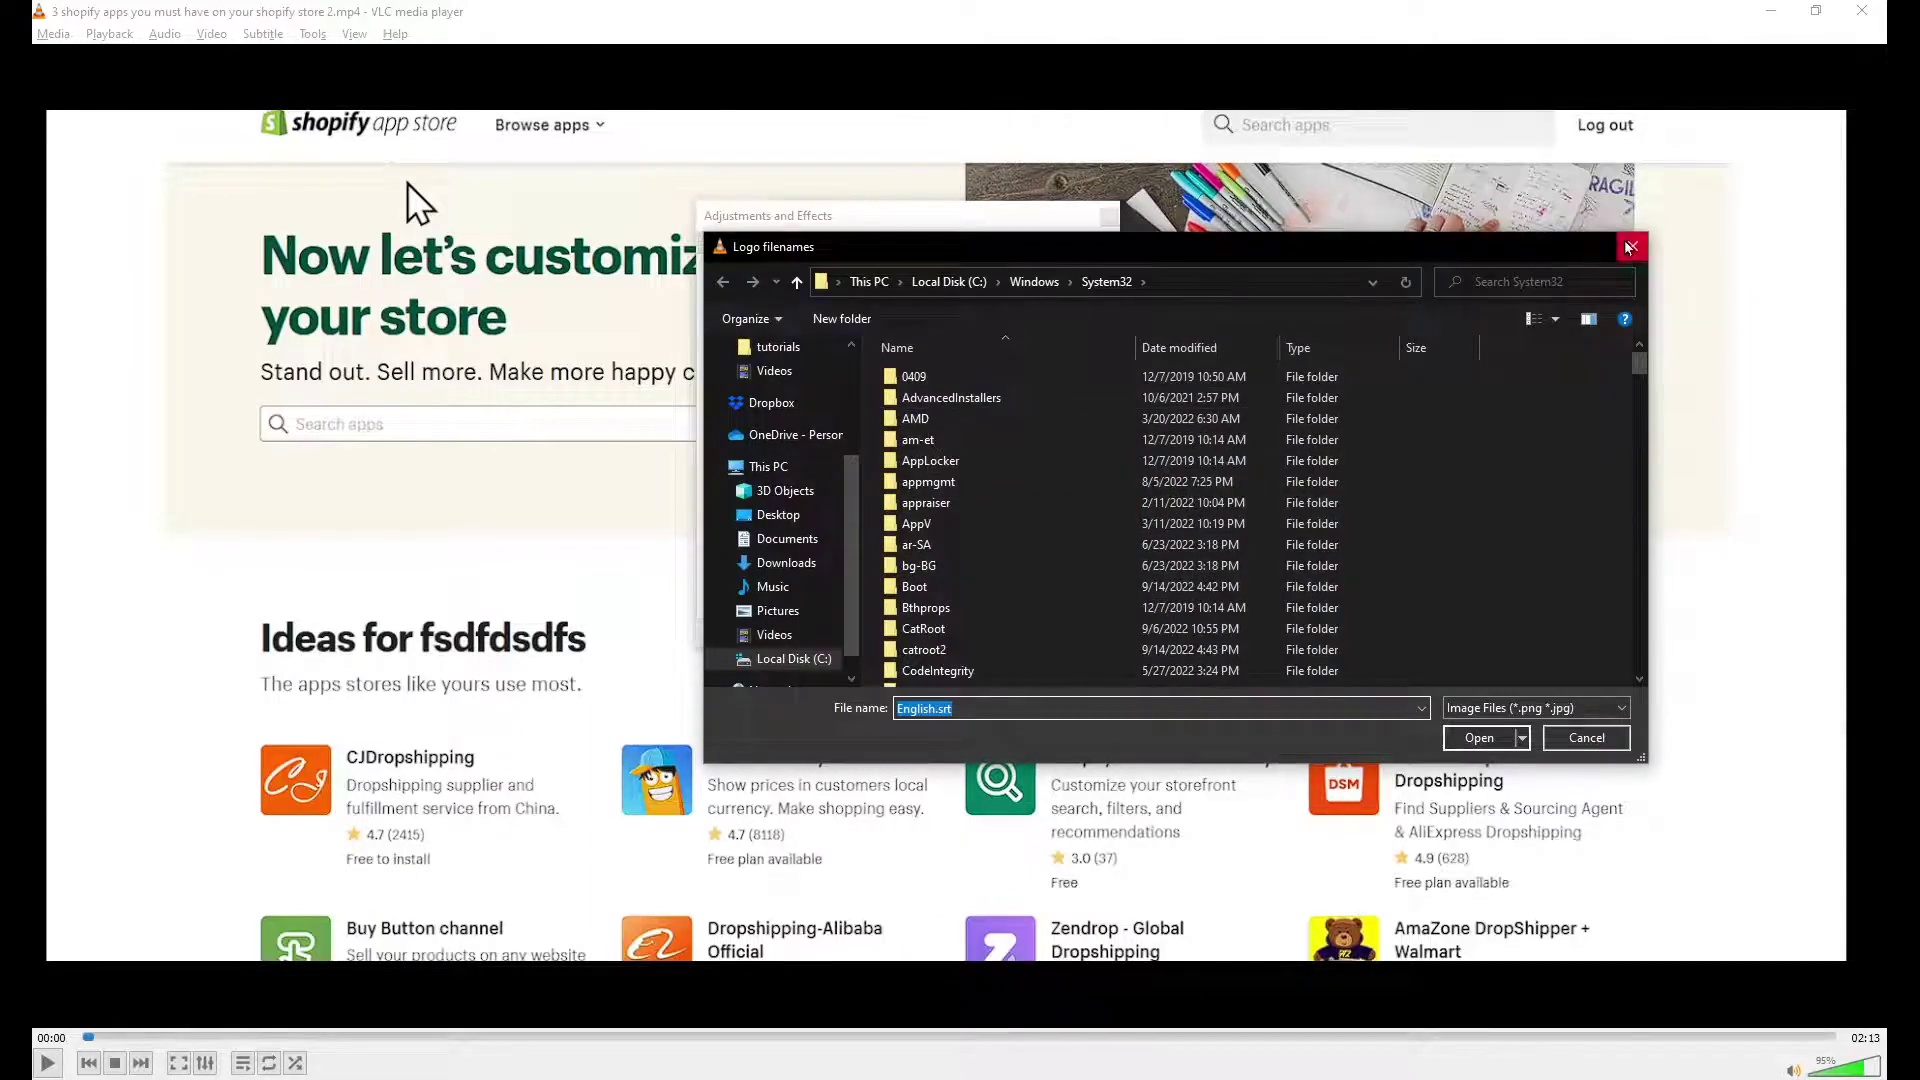 3 shopify apps you must have on your shopify store 2.mp4 - VLC media player
Media Playback Audio Video Subtitle Tools View Help
shopify app store Browse apps Search apps Log out
Now let's customiz
your store
Stand out. Sell more. Make more happy c
Search apps
Adjustments and Effects
Logo filenames
This PC Local Disk (C:) Windows System32 Search System32
Organize New folder
tutorials
Videos
Dropbox
OneDrive - Person
This PC
3D Objects
Desktop
Documents
Downloads
Music
Pictures
Videos
Local Disk (C:)
Name Date modified Type Size
0409 12/7/2019 10:50 AM File folder
AdvancedInstallers 10/6/2021 2:57 PM File folder
AMD 3/20/2022 6:30 AM File folder
am-et 12/7/2019 10:14 AM File folder
AppLocker 12/7/2019 10:14 AM File folder
appmgmt 8/5/2022 7:25 PM File folder
appraiser 2/11/2022 10:04 PM File folder
AppV 3/11/2022 10:19 PM File folder
ar-SA 6/23/2022 3:18 PM File folder
bg-BG 6/23/2022 3:18 PM File folder
Boot 9/14/2022 4:42 PM File folder
Bthprops 12/7/2019 10:14 AM File folder
CatRoot 9/6/2022 10:55 PM File folder
catroot2 9/14/2022 4:43 PM File folder
CodeIntegrity 5/27/2022 3:24 PM File folder
File name: English.srt Image Files (*.png *.jpg)
Open Cancel
RAGIL
Ideas for fsdfdsdfs
The apps stores like yours use most.
CJDropshipping
Dropshipping supplier and
fulfillment service from China.
4.7 (2415)
Free to install
Show prices in customers local
currency. Make shopping easy.
4.7 (8118)
Free plan available
Customize your storefront
search, filters, and
recommendations
3.0 (37)
Free
DSM
Dropshipping
Find Suppliers & Sourcing Agent
& AliExpress Dropshipping
4.9 (628)
Free plan available
Buy Button channel
Sell your products on any website
Dropshipping-Alibaba
Official
Zendrop - Global
Dropshipping
AmaZone DropShipper +
Walmart
00:00 02:13
95%